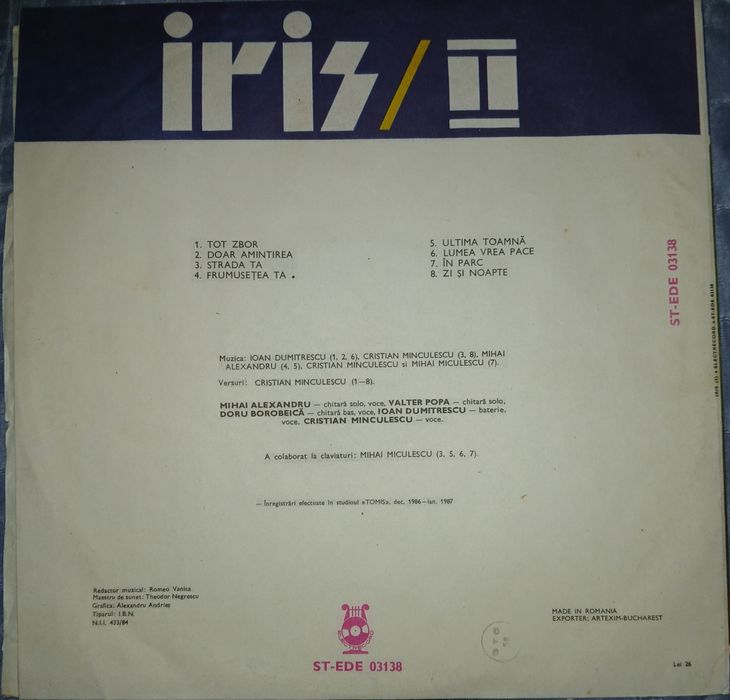 iris / II
1. TOT ZBOR
2. DOAR AMINTIREA
3. STRADA TA
4. FRUMUSEȚEA TA .
5. ULTIMA TOAMNĂ
6. LUMEA VREA PACE
7. ÎN PARC
8. ZI ȘI NOAPTE
ST-EDE 03138
Muzica: IOAN DUMITRESCU (1, 2, 6), CRISTIAN MINCULESCU (3, 8), MIHAI
ALEXANDRU (4, 5), CRISTIAN MINCULESCU si MIHAI MICULESCU (7).
Versuri: CRISTIAN MINCULESCU (1—8).
MIHAI ALEXANDRU — chitară solo, voce, VALTER POPA — chitară solo,
DORU BOROBEICĂ — chitară bas, voce, IOAN DUMITRESCU — baterie,
voce, CRISTIAN MINCULESCU — voce.
A colaborat la claviaturi: MIHAI MICULESCU (3, 5, 6, 7).
— Înregistrări efectuate în studioul «TOMIS», dec. 1986—ian. 1987
Redactor muzical: Romeo Vanica
Maestru de sunet: Theodor Negrescu
Grafica: Alexandru Andrieș
Tiparul: I.B.N.
N.I.I. 433/84
ELECTRECORD
ST-EDE 03138
MADE IN ROMANIA
EXPORTER: ARTEXIM-BUCHAREST
Lei 26